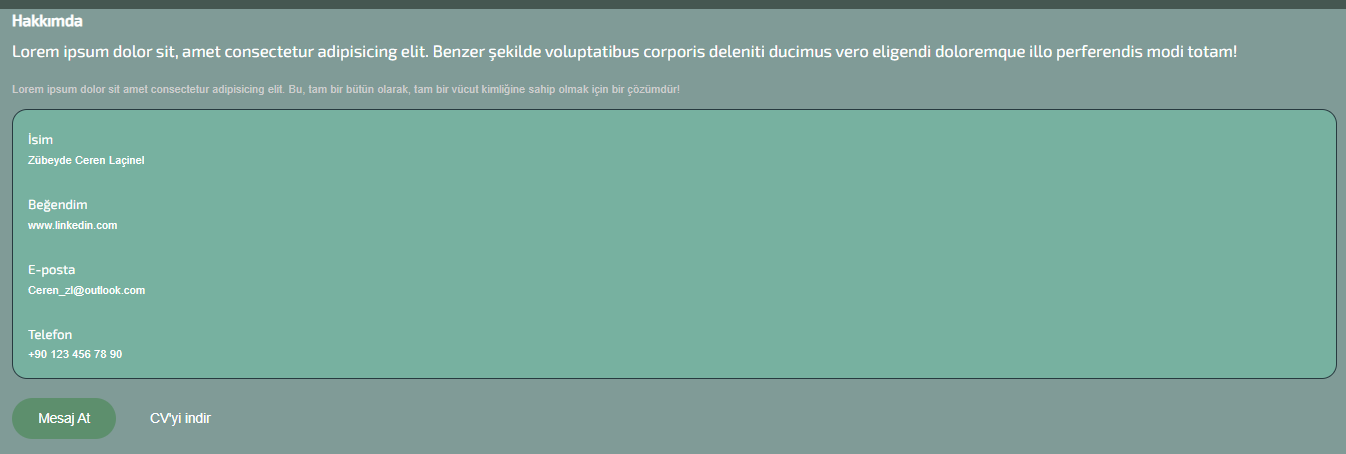 Hakkımda
Lorem ipsum dolor sit, amet consectetur adipisicing elit. Benzer şekilde voluptatibus corporis deleniti ducimus vero eligendi doloremque illo perferendis modi totam!
Lorem ipsum dolor sit amet consectetur adipisicing elit. Bu, tam bir bütün olarak, tam bir vücut kimliğine sahip olmak için bir çözümdür!
İsim
Zübeyde Ceren Laçinel
Beğendim
www.linkedin.com
E-posta
Ceren_zl@outlook.com
Telefon
+90 123 456 78 90
Mesaj At
CV'yi indir